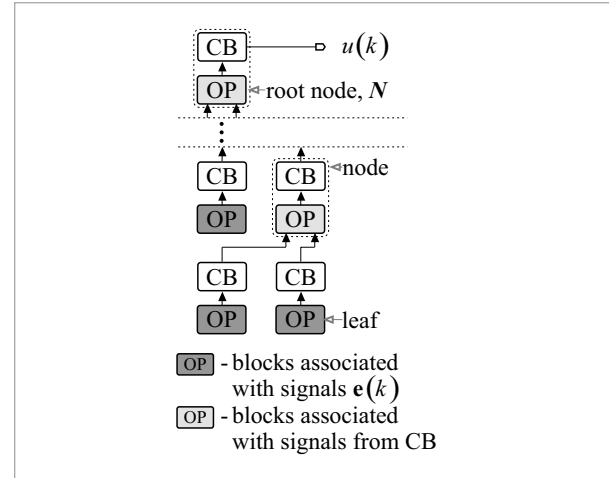 CB
u(k)
OP
root node, N
CB
CB
node
OP
OP
CB
CB
OP
OP
leaf
OP - blocks associated
with signals e(k)
OP - blocks associated
with signals from CB